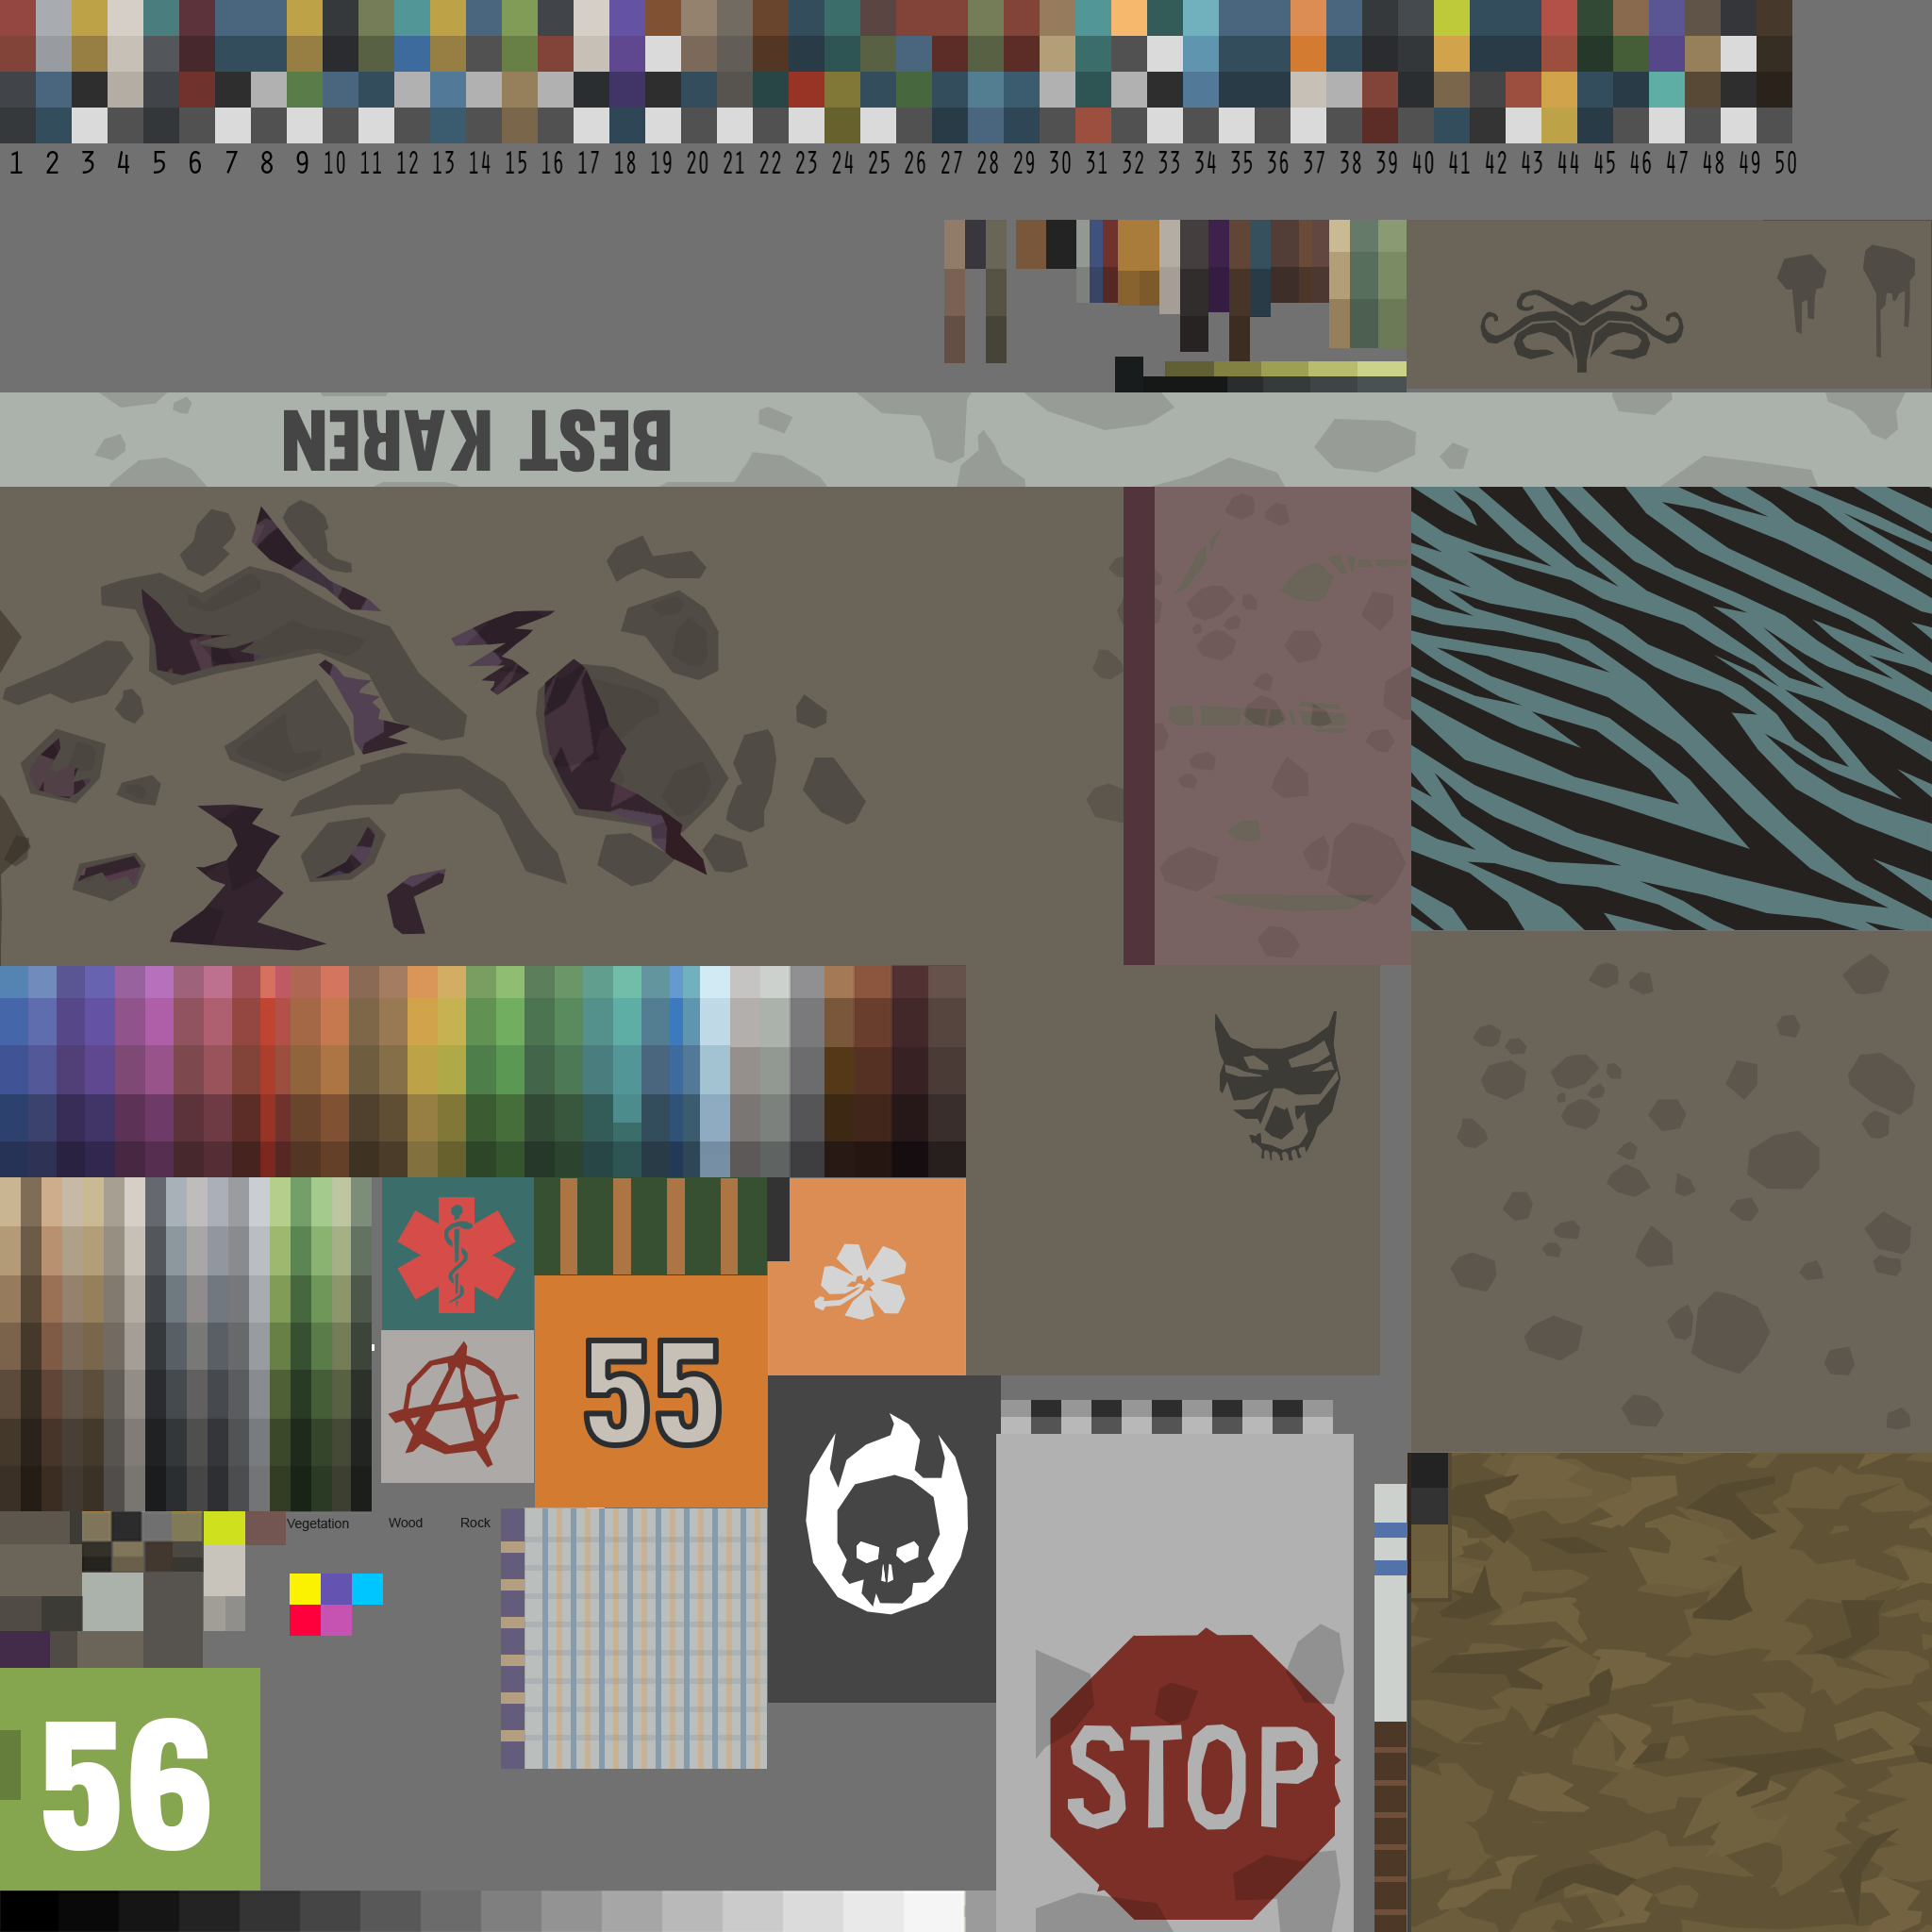 1 2 3 4 5 6 7 8 9 10 11 12 13 14 15 16 17 18 19 20 21 22 23 24 25 26 27 28 29 30 31 32 33 34 35 36 37 38 39 40 41 42 43 44 45 46 47 48 49 50
BEST KAREN
55
Vegetation Wood Rock
STOP
56